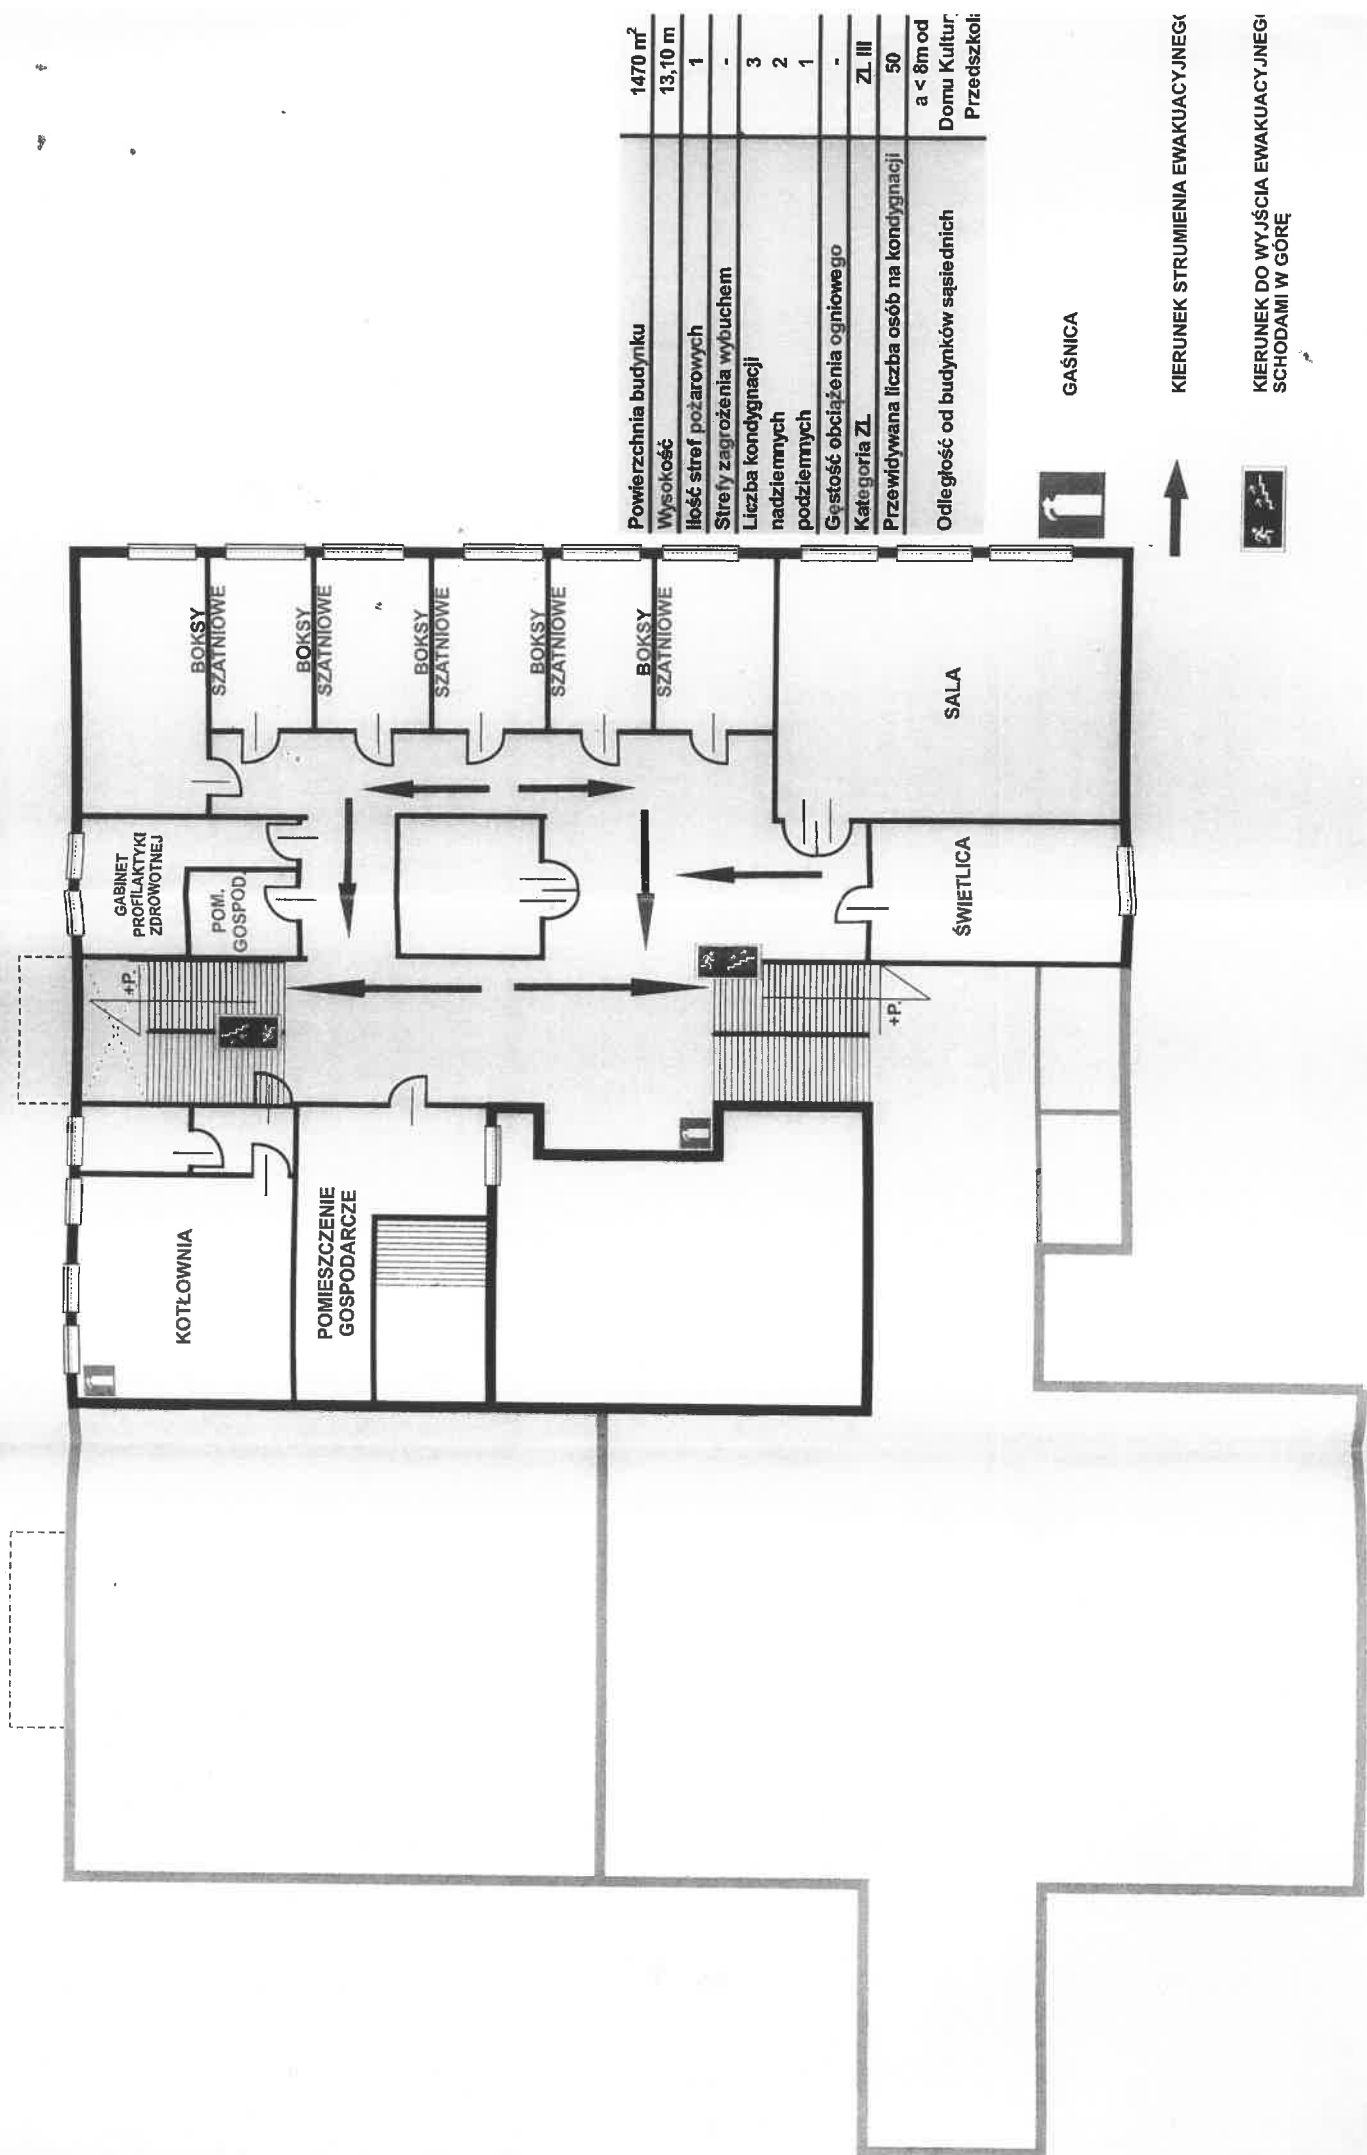 KOTŁOWNIA
POMIESZCZENIE
GOSPODARCZE
GABINET
PROFILAKTYKI
ZDROWOTNEJ
POM.
GOSPOD.
+P.
+P.
BOKSY
SZATNIOWE
BOKSY
SZATNIOWE
BOKSY
SZATNIOWE
BOKSY
SZATNIOWE
BOKSY
SZATNIOWE
SALA
ŚWIETLICA
Powierzchnia budynku 1470 m²
Wysokość 13,10 m
Ilość stref pożarowych 1
Strefy zagrożenia wybuchem -
Liczba kondygnacji 3
nadziemnych 2
podziemnych 1
Gęstość obciążenia ogniowego -
Kategoria ZL ZL III
Przewidywana liczba osób na kondygnacji 50
Odległość od budynków sąsiednich a < 8m od
Domu Kultur
Przedszkol
GAŚNICA
KIERUNEK STRUMIENIA EWAKUACYJNEG
KIERUNEK DO WYJŚCIA EWAKUACYJNEG
SCHODAMI W GÓRĘ